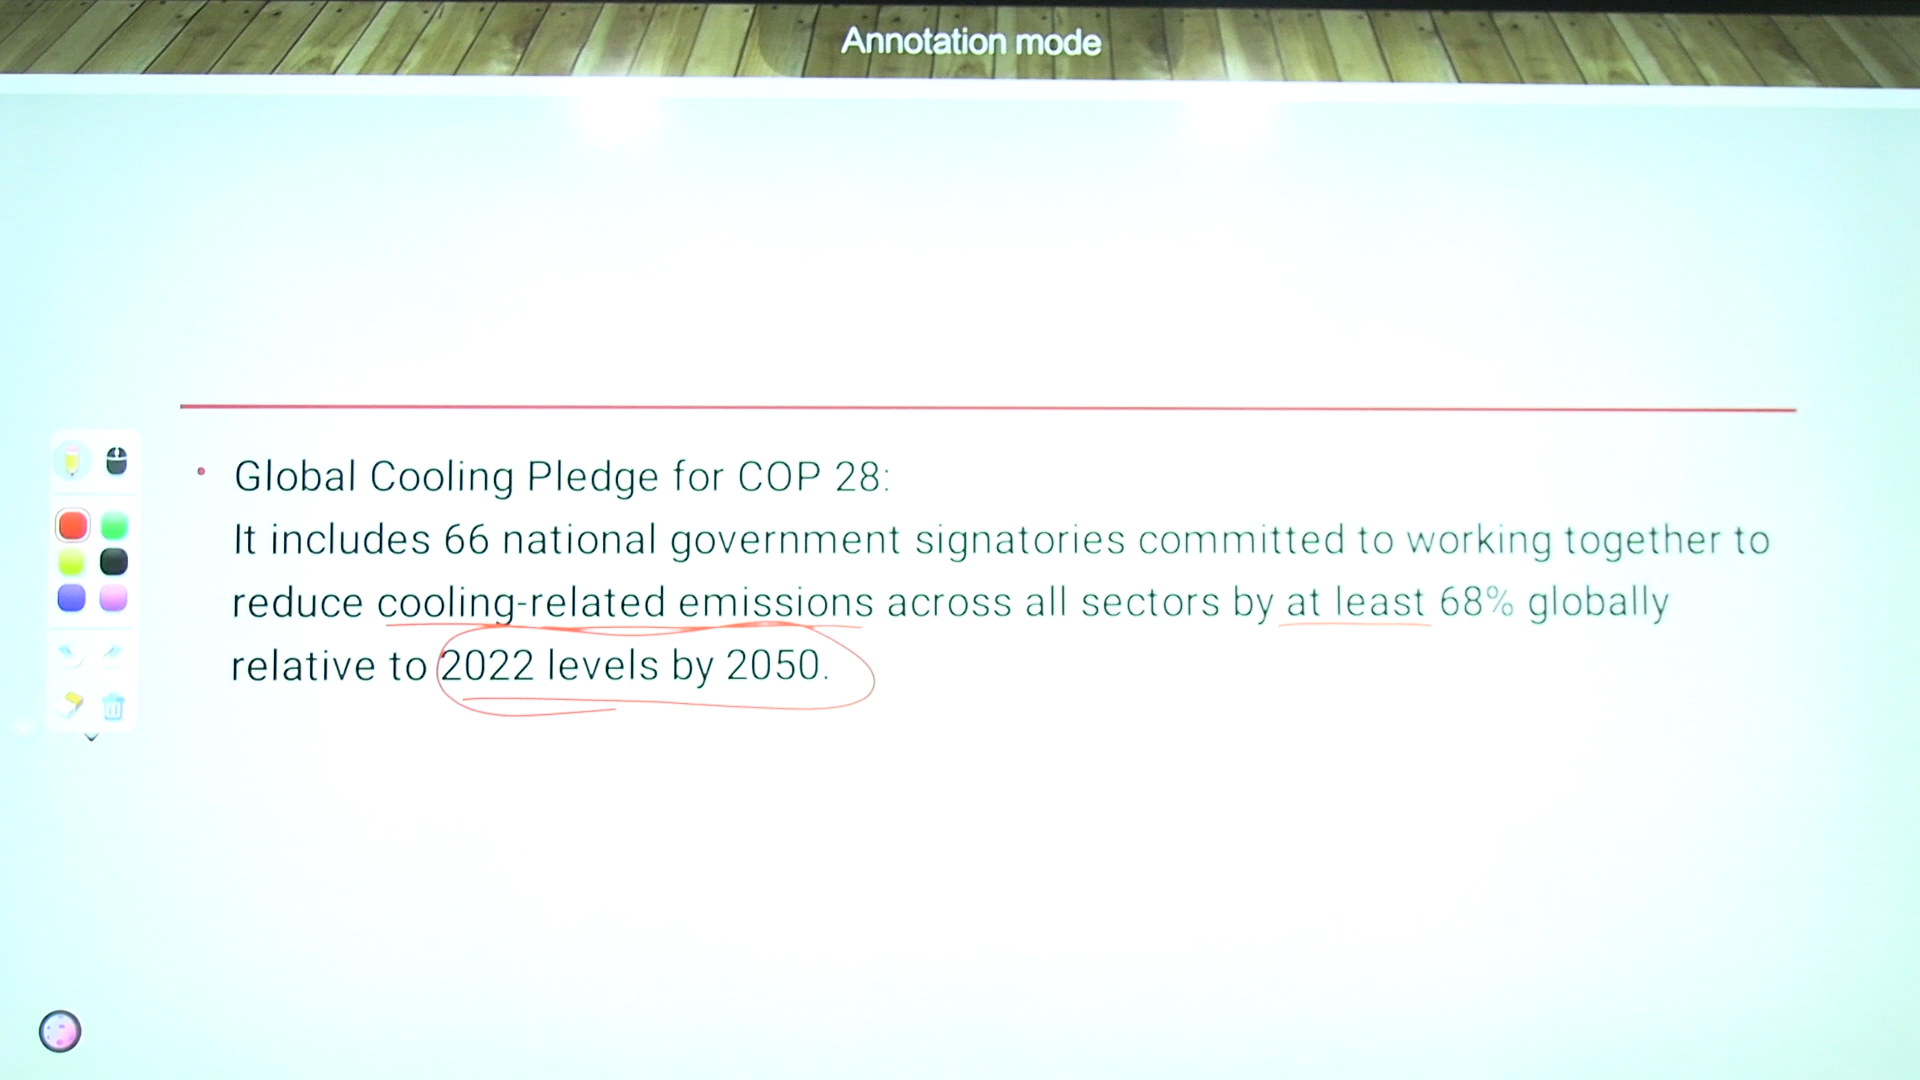 Annotation mode
• Global Cooling Pledge for COP 28:
It includes 66 national government signatories committed to working together to
reduce cooling-related emissions across all sectors by at least 68% globally
relative to 2022 levels by 2050.